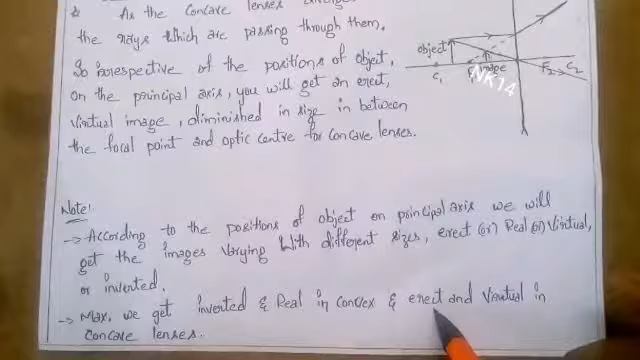 & As the Concave lenses
the rays which are passing through them.
So irrespective of the positions of object,
on the principal axis, you will get an erect,
virtual image, diminished in size in between
the focal point and optic centre for Concave lenses.
object
image
C1
F2
C2
NK14
Note:
→ According to the positions of object on principal axis we will
get the images varying with different sizes, erect (or) Real (or) Virtual,
or inverted.
→ Max, we get inverted & Real in Convex & erect and Virtual in
Concave lenses.